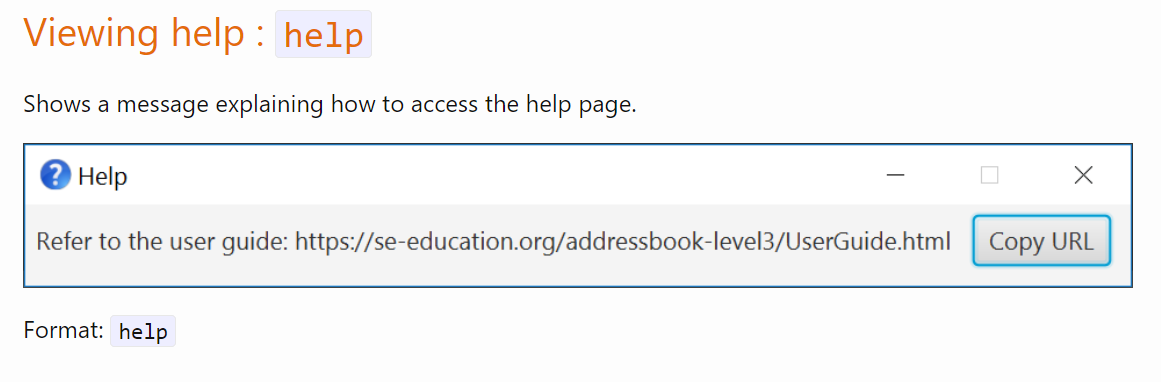 Viewing help : help
Shows a message explaining how to access the help page.
Help
Refer to the user guide: https://se-education.org/addressbook-level3/UserGuide.html Copy URL
Format: help